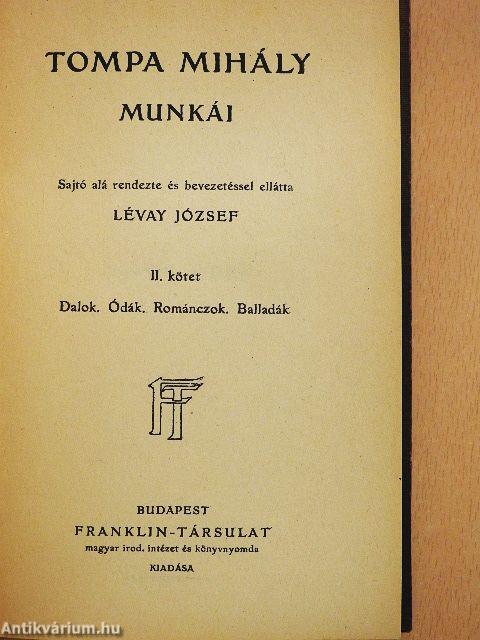 TOMPA MIHÁLY
MUNKÁI
Sajtó alá rendezte és bevezetéssel ellátta
LÉVAY JÓZSEF
II. kötet
Dalok. Ódák. Románczok. Balladák
FT
BUDAPEST
FRANKLIN-TÁRSULAT
magyar irod. intézet és könyvnyomda
KIADÁSA
Antikvárium.hu